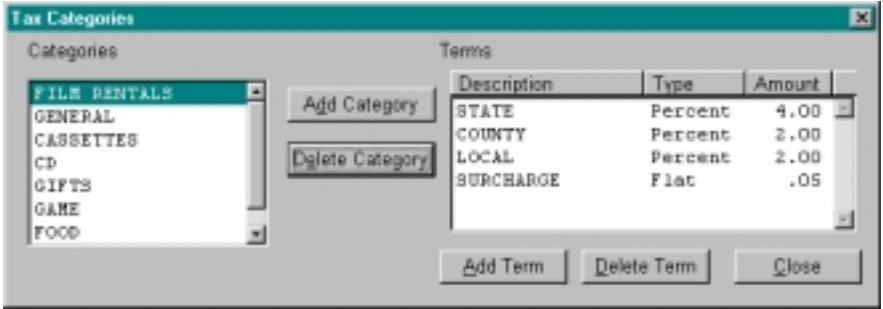 Tax Categories
Categories
FILM RENTALS
GENERAL
CASSETTES
CD
GIFTS
GAME
FOOD
Add Category
Delete Category
Terms
Description Type Amount
STATE Percent 4.00
COUNTY Percent 2.00
LOCAL Percent 2.00
SURCHARGE Flat .05
Add Term Delete Term Close